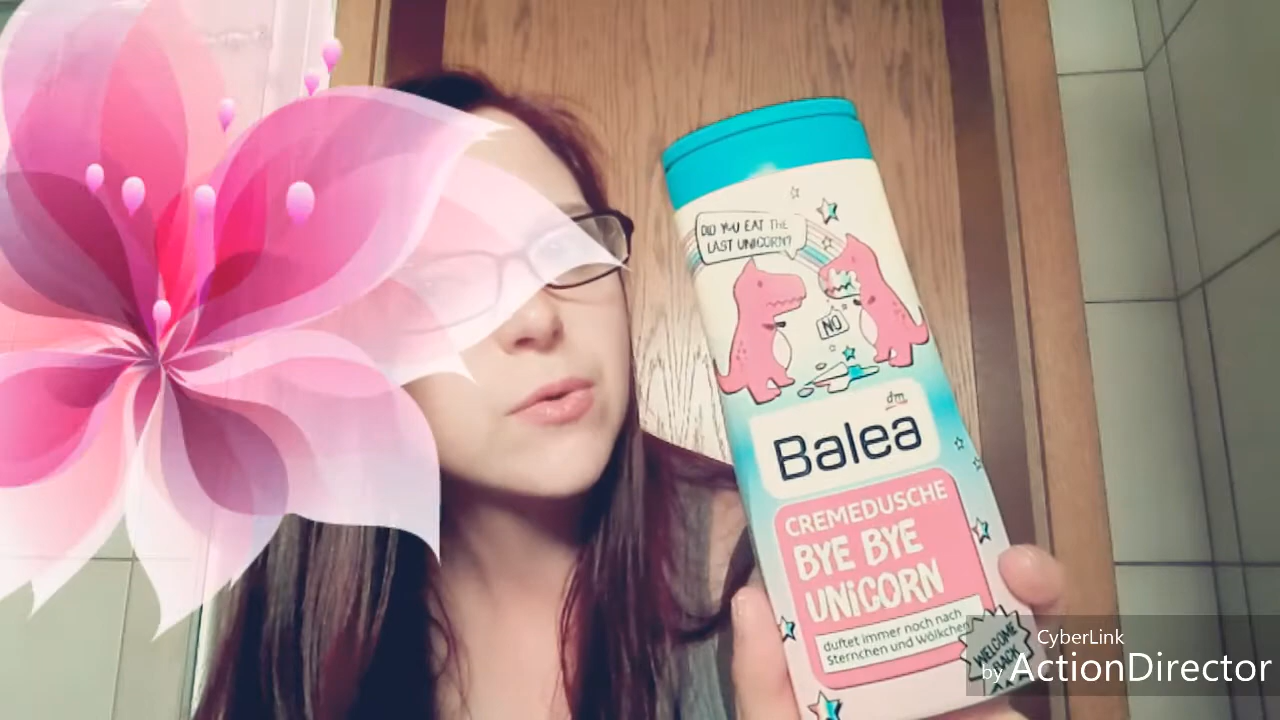 DID YOU EAT THE
LAST UNICORN?
NO
dm
Balea
CREMEDUSCHE
BYE BYE
UNiCORN
duftet immer noch nach
Sternchen und Wölkchen
WELCOME
BACK
CyberLink
by ActionDirector